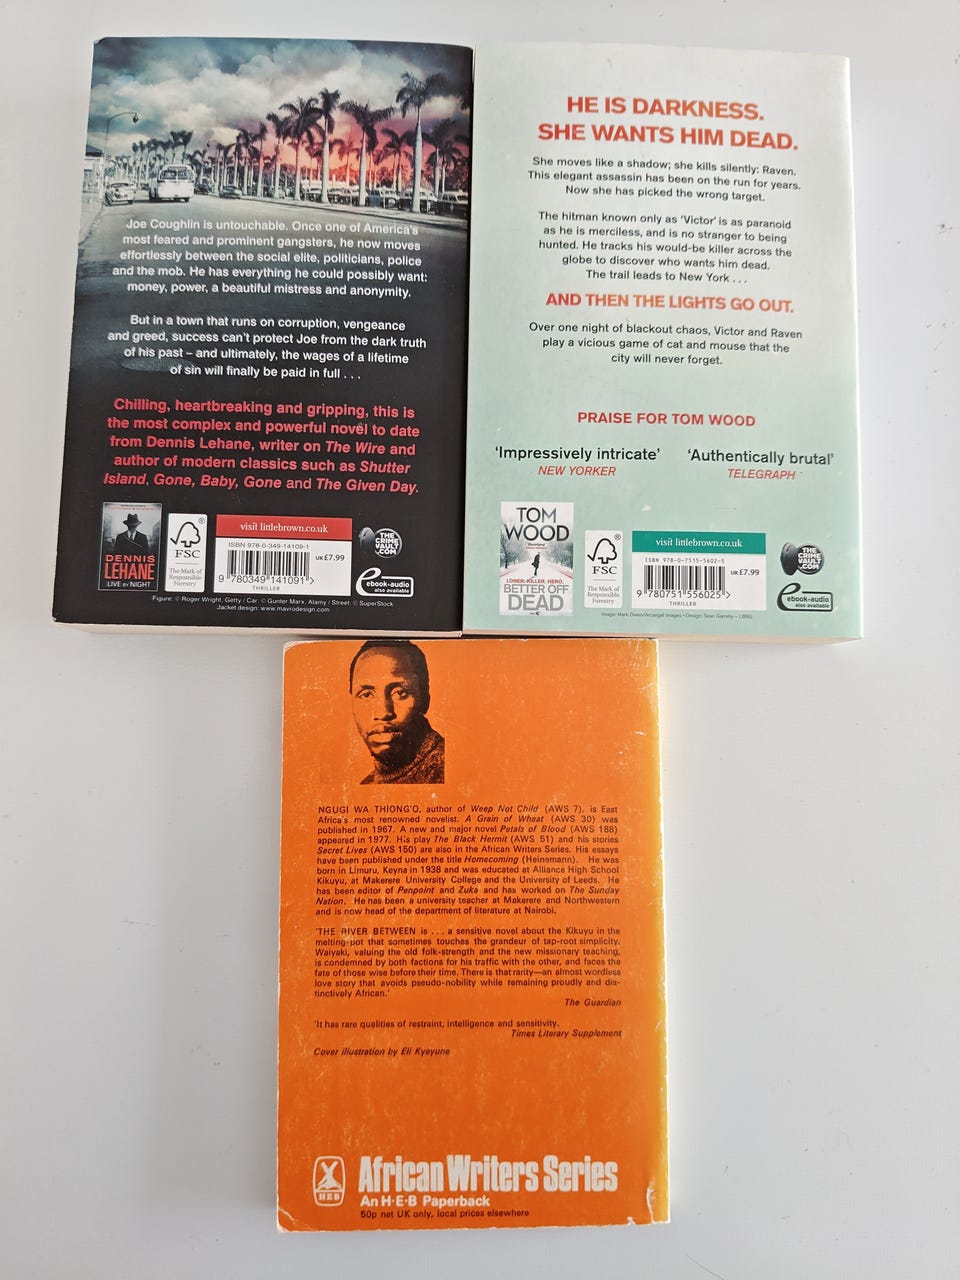 Joe Coughlin is untouchable. Once one of America's
most feared and prominent gangsters, he now moves
effortlessly between the social elite, politicians, police
and the mob. He has everything he could possibly want:
money, power, a beautiful mistress and anonymity.
But in a town that runs on corruption, vengeance
and greed, success can't protect Joe from the dark truth
of his past – and ultimately, the wages of a lifetime
of sin will finally be paid in full . . .
Chilling, heartbreaking and gripping, this is
the most complex and powerful novel to date
from Dennis Lehane, writer on The Wire and
author of modern classics such as Shutter
Island, Gone, Baby, Gone and The Given Day.
DENNIS
LEHANE
LIVE BY NIGHT
FSC
The Mark of
Responsible
Forestry
visit littlebrown.co.uk
ISBN 978-0-349-14109-1
9 780349 141091 >
UK £7.99
THRILLER
THE
CRIME
VAULT
.COM
ebook-audio
also available
Figure: © Roger Wright, Getty / Car: © Gunter Marx, Alamy / Street: © SuperStock
Jacket design: www.mavrodesign.com
HE IS DARKNESS.
SHE WANTS HIM DEAD.
She moves like a shadow; she kills silently: Raven.
This elegant assassin has been on the run for years.
Now she has picked the wrong target.
The hitman known only as 'Victor' is as paranoid
as he is merciless, and is no stranger to being
hunted. He tracks his would-be killer across the
globe to discover who wants him dead.
The trail leads to New York . . .
AND THEN THE LIGHTS GO OUT.
Over one night of blackout chaos, Victor and Raven
play a vicious game of cat and mouse that the
city will never forget.
PRAISE FOR TOM WOOD
'Impressively intricate'
NEW YORKER
'Authentically brutal'
TELEGRAPH
TOM
WOOD
LONER. KILLER. HERO.
BETTER OFF
DEAD
FSC
The Mark of
Responsible
Forestry
visit littlebrown.co.uk
ISBN 978-0-7515-5602-5
9 780751 556025 >
UK £7.99
THRILLER
THE
CRIME
VAULT
.COM
ebook-audio
also available
Image: Mark Owen/Arcangel Images • Design: Sean Garrehy – LBBG
NGUGI WA THIONG'O, author of Weep Not Child (AWS 7), is East
Africa's most renowned novelist. A Grain of Wheat (AWS 30) was
published in 1967. A new and major novel Petals of Blood (AWS 188)
appeared in 1977. His play The Black Hermit (AWS 51) and his stories
Secret Lives (AWS 150) are also in the African Writers Series. His essays
have been published under the title Homecoming (Heinemann). He was
born in Limuru, Keyna in 1938 and was educated at Alliance High School
Kikuyu, at Makerere University College and the University of Leeds. He
has been editor of Penpoint and Zuka and has worked on The Sunday
Nation. He has been a university teacher at Makerere and Northwestern
and is now head of the department of literature at Nairobi.
'THE RIVER BETWEEN is . . . a sensitive novel about the Kikuyu in the
melting-pot that sometimes touches the grandeur of tap-root simplicity.
Waiyaki, valuing the old folk-strength and the new missionary teaching,
is condemned by both factions for his traffic with the other, and faces the
fate of those wise before their time. There is that rarity—an almost wordless
love story that avoids pseudo-nobility while remaining proudly and dis-
tinctively African.'
The Guardian
'It has rare qualities of restraint, intelligence and sensitivity.
Times Literary Supplement
Cover illustration by Eli Kyeyune
HEB
African Writers Series
An H·E·B Paperback
50p net UK only, local prices elsewhere